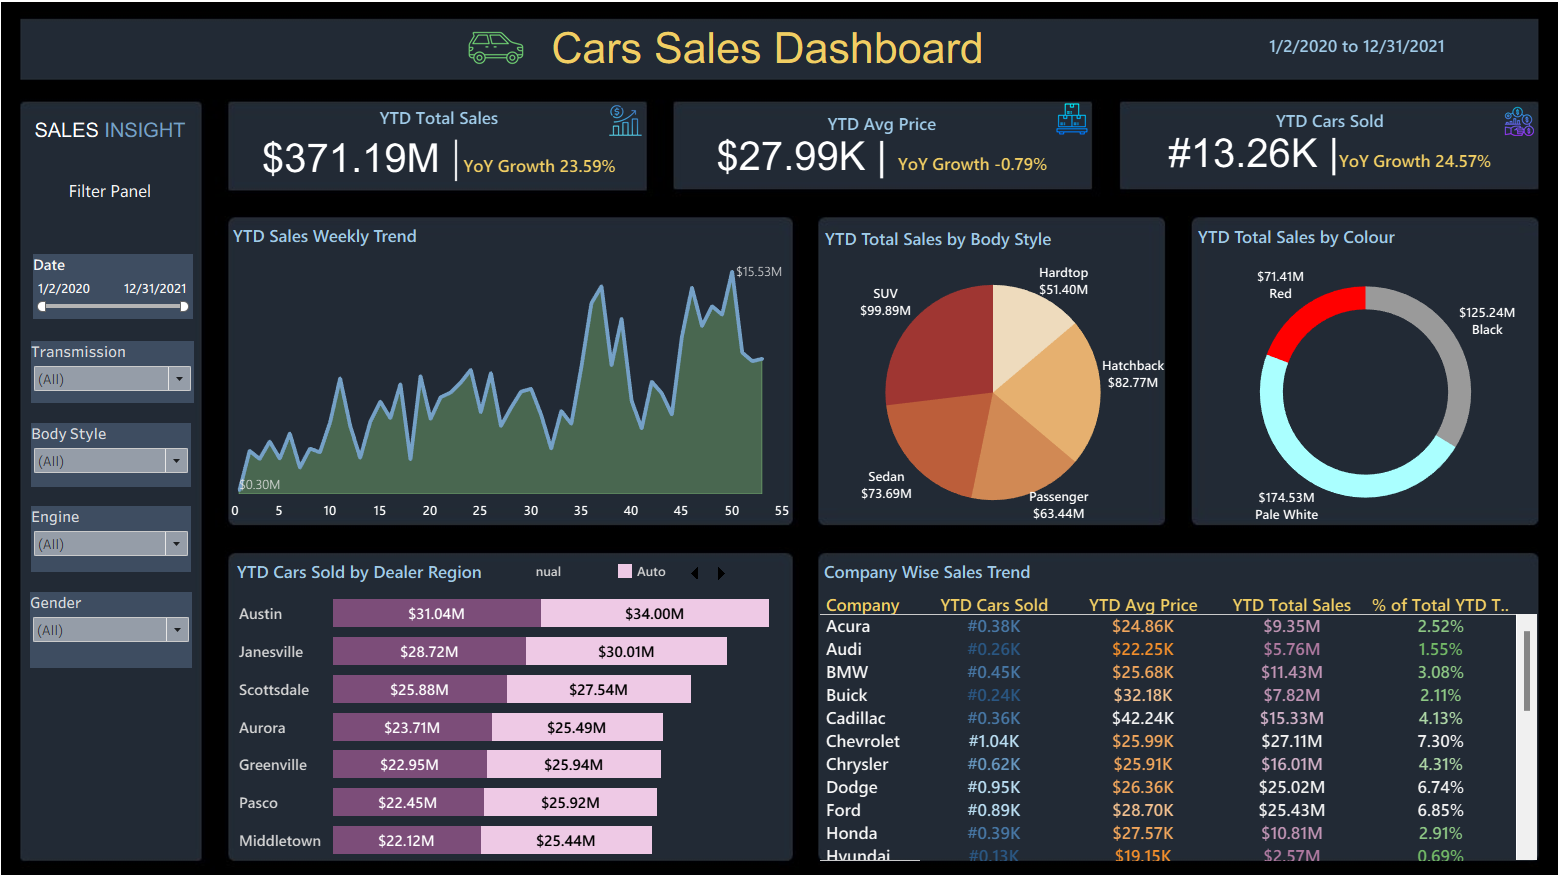 Cars Sales Dashboard
1/2/2020 to 12/31/2021
SALES INSIGHT
Filter Panel
Date
1/2/2020 12/31/2021
Transmission
(All)
Body Style
(All)
Engine
(All)
Gender
(All)
YTD Total Sales
$371.19M
YoY Growth 23.59%
YTD Avg Price
$27.99K
YoY Growth -0.79%
YTD Cars Sold
#13.26K
YoY Growth 24.57%
YTD Sales Weekly Trend
$15.53M
$0.30M
0 5 10 15 20 25 30 35 40 45 50 55
YTD Total Sales by Body Style
Hardtop
$51.40M
SUV
$99.89M
Hatchback
$82.77M
Sedan
$73.69M
Passenger
$63.44M
YTD Total Sales by Colour
$71.41M
Red
$125.24M
Black
$174.53M
Pale White
YTD Cars Sold by Dealer Region
nual Auto
Austin $31.04M $34.00M
Janesville $28.72M $30.01M
Scottsdale $25.88M $27.54M
Aurora $23.71M $25.49M
Greenville $22.95M $25.94M
Pasco $22.45M $25.92M
Middletown $22.12M $25.44M
Company Wise Sales Trend
Company YTD Cars Sold YTD Avg Price YTD Total Sales % of Total YTD T..
Acura #0.38K $24.86K $9.35M 2.52%
Audi #0.26K $22.25K $5.76M 1.55%
BMW #0.45K $25.68K $11.43M 3.08%
Buick #0.24K $32.18K $7.82M 2.11%
Cadillac #0.36K $42.24K $15.33M 4.13%
Chevrolet #1.04K $25.99K $27.11M 7.30%
Chrysler #0.62K $25.91K $16.01M 4.31%
Dodge #0.95K $26.36K $25.02M 6.74%
Ford #0.89K $28.70K $25.43M 6.85%
Honda #0.39K $27.57K $10.81M 2.91%
Hyundai #0.13K $19.15K $2.57M 0.69%